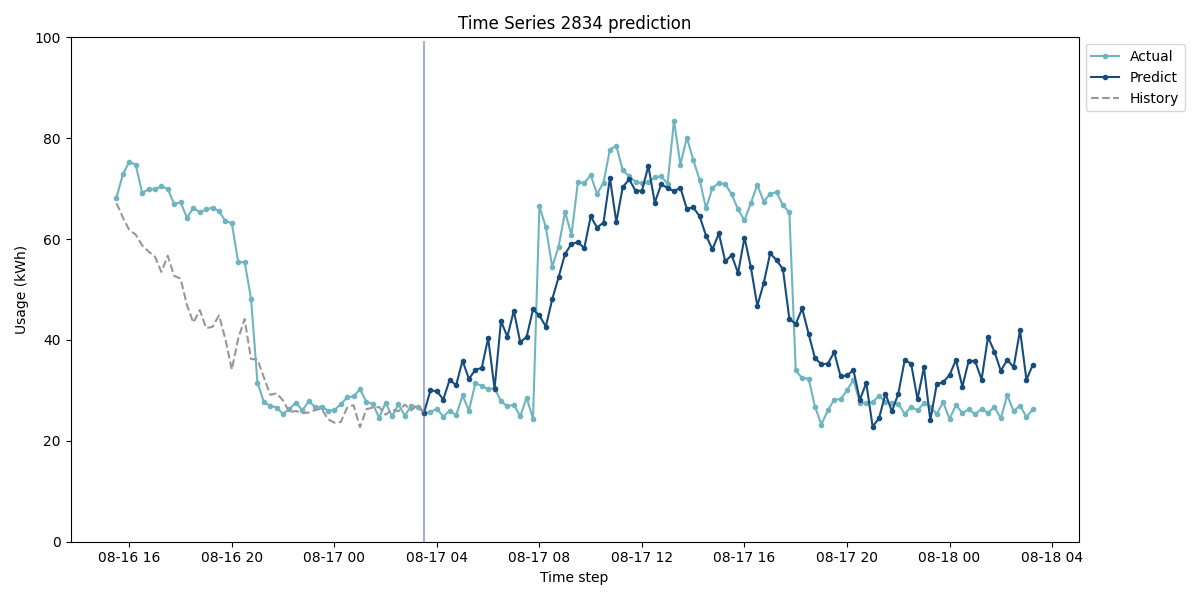 Time Series 2834 prediction
Usage (kWh)
100
80
60
40
20
0
08-16 16
08-16 20
08-17 00
08-17 04
08-17 08
08-17 12
08-17 16
08-17 20
08-18 00
08-18 04
Time step
Actual
Predict
History